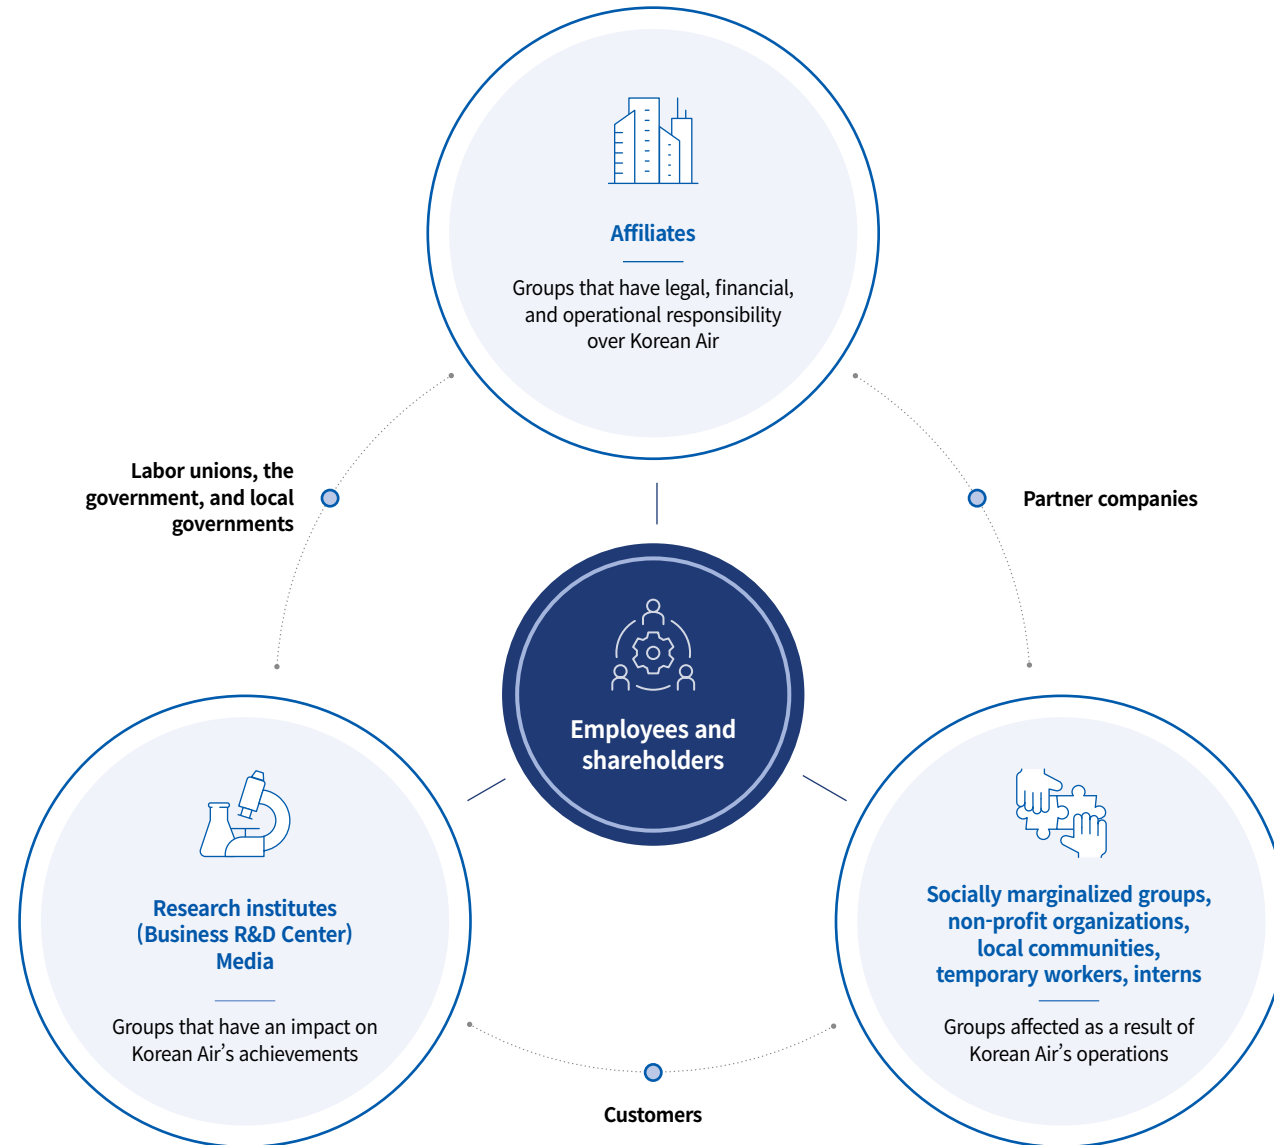 Affiliates
Groups that have legal, financial,
and operational responsibility
over Korean Air
Labor unions, the
government, and local
governments
Partner companies
Employees and
shareholders
Research institutes
(Business R&D Center)
Media
Groups that have an impact on
Korean Air’s achievements
Socially marginalized groups,
non-profit organizations,
local communities,
temporary workers, interns
Groups affected as a result of
Korean Air’s operations
Customers